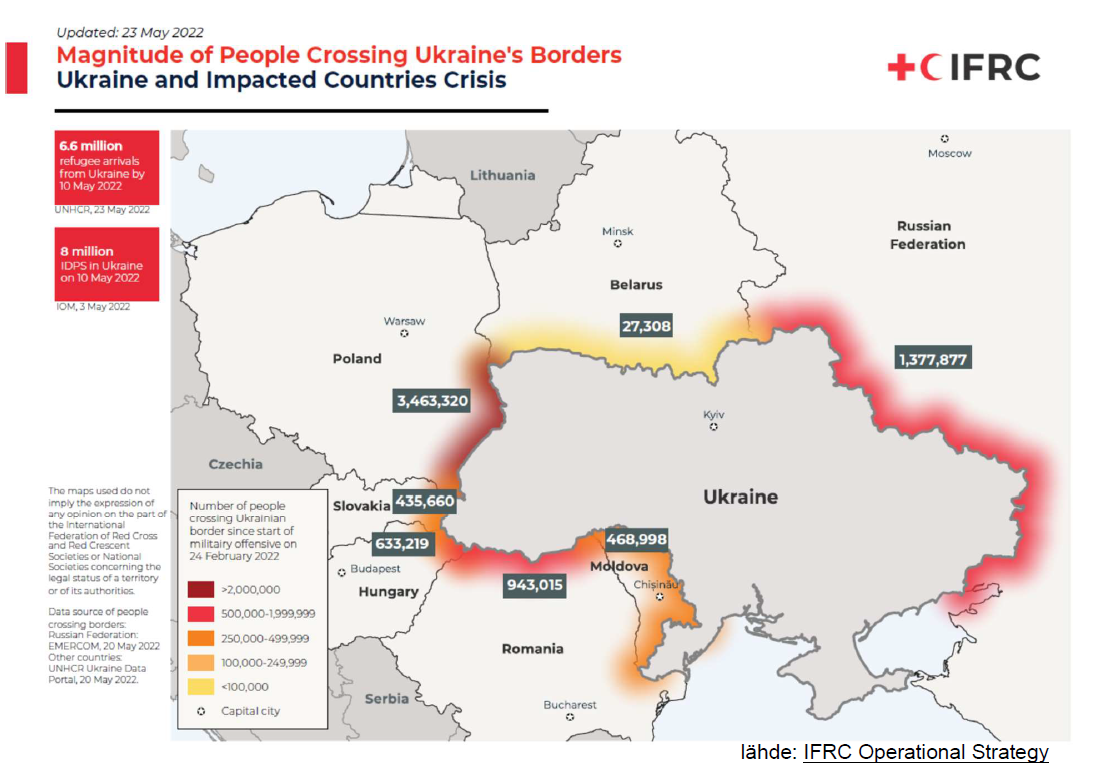 Updated: 23 May 2022
Magnitude of People Crossing Ukraine's Borders
Ukraine and Impacted Countries Crisis
IFRC
6.6 million
refugee arrivals
from Ukraine by
10 May 2022
UNHCR, 23 May 2022
8 million
IDPS in Ukraine
on 10 May 2022
IOM, 3 May 2022
Moscow
Lithuania
Russian
Federation
Minsk
Belarus
27,308
Warsaw
Poland
1,377,877
3,463,320
Kyiv
Czechia
Ukraine
Slovakia
435,660
633,219
468,998
Budapest
Moldova
Hungary
943,015
Chișinău
Romania
Serbia
Bucharest
The maps used do not
imply the expression of
any opinion on the part of
the International
Federation of Red Cross
and Red Crescent
Societies or National
Societies concerning the
legal status of a territory
or of its authorities.
Data source of people
crossing borders:
Russian Federation:
EMERCOM, 20 May 2022
Other countries:
UNHCR Ukraine Data
Portal, 20 May 2022.
Number of people
crossing Ukrainian
border since start of
militairy offensive on
24 February 2022
>2,000,000
500,000-1,999,999
250,000-499,999
100,000-249,999
<100,000
Capital city
lähde: IFRC Operational Strategy